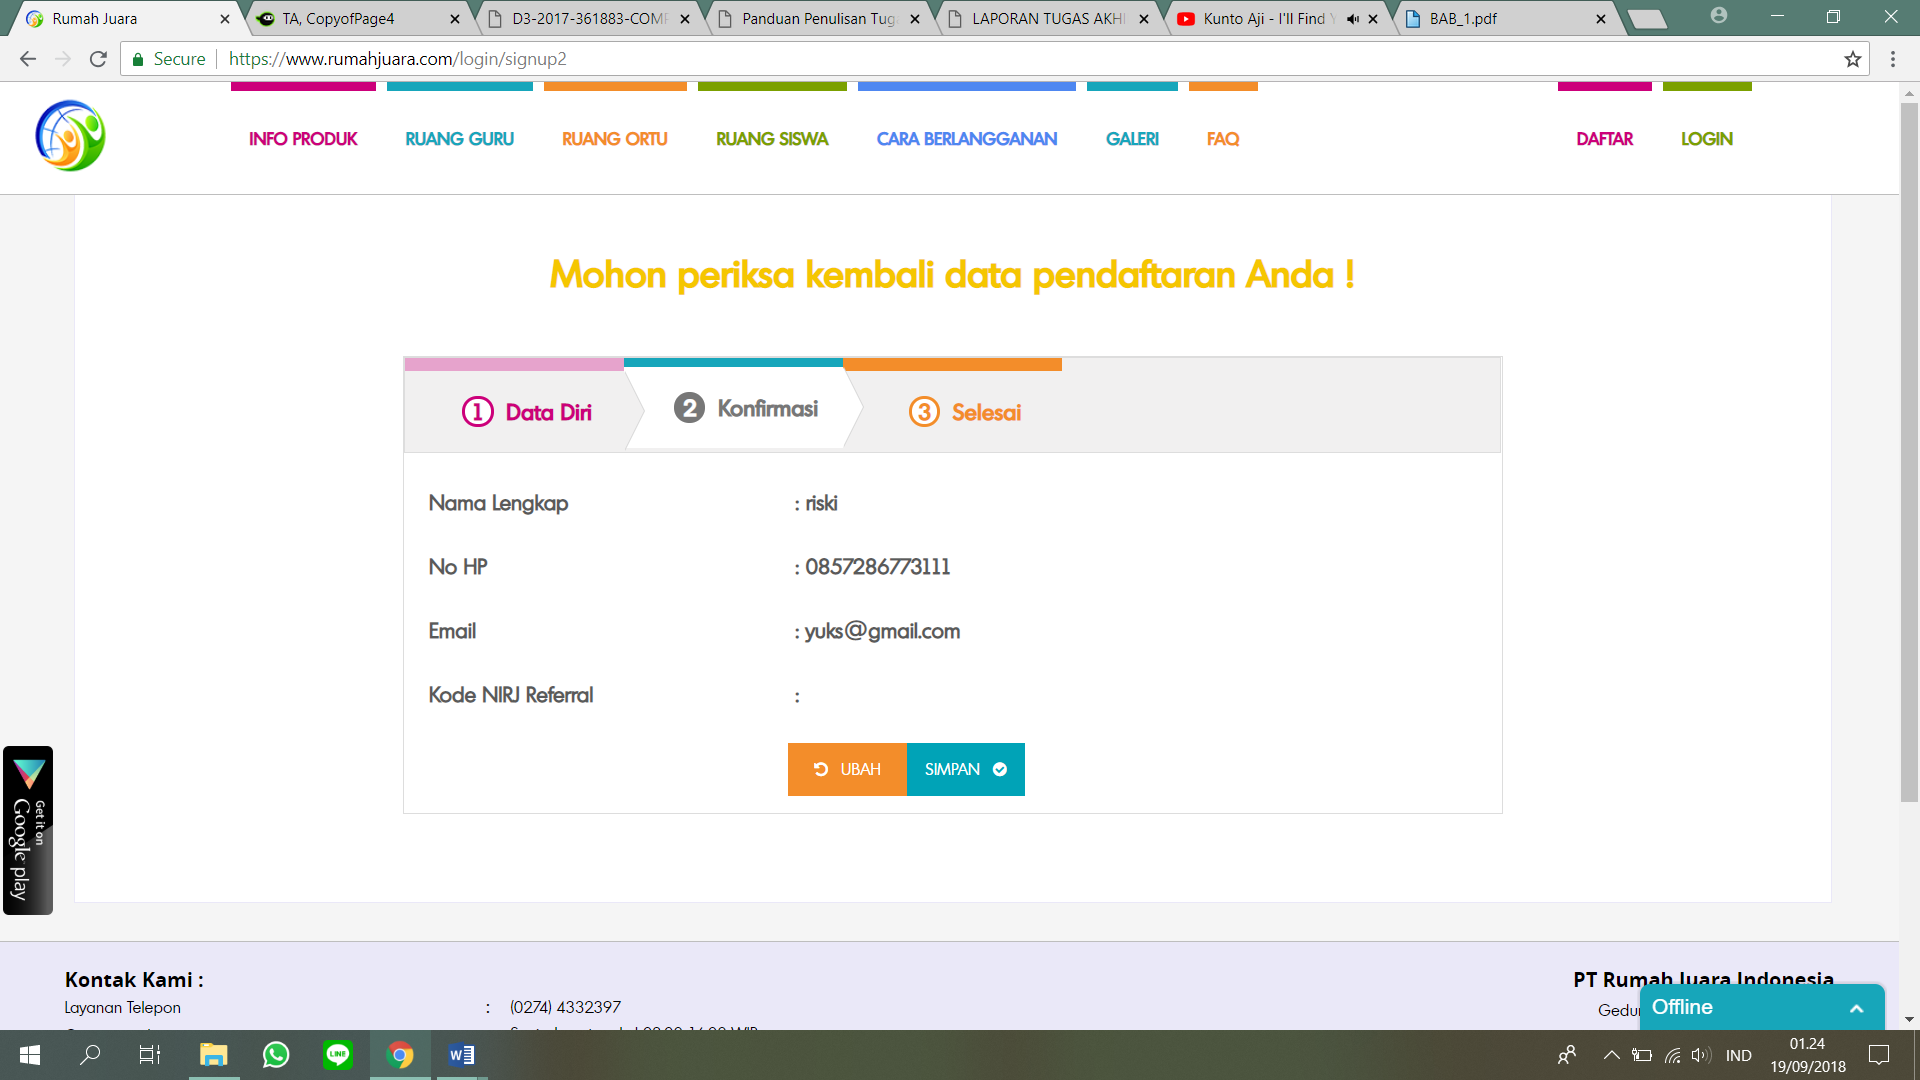 Rumah Juara
TA, CopyofPage4
D3-2017-361883-COMP
Panduan Penulisan Tuga
LAPORAN TUGAS AKHI
Kunto Aji - I'll Find Y
BAB_1.pdf
Secure
https://www.rumahjuara.com/login/signup2
INFO PRODUK RUANG GURU RUANG ORTU RUANG SISWA CARA BERLANGGANAN GALERI FAQ DAFTAR LOGIN
Mohon periksa kembali data pendaftaran Anda !
1 Data Diri 2 Konfirmasi 3 Selesai
Nama Lengkap : riski
No HP : 0857286773111
Email : yuks@gmail.com
Kode NIRJ Referral :
UBAH SIMPAN
Get it on
Google play
Kontak Kami :
Layanan Telepon : (0274) 4332397
PT Rumah Juara Indonesia
Offline
LINE
IND
01.24
19/09/2018